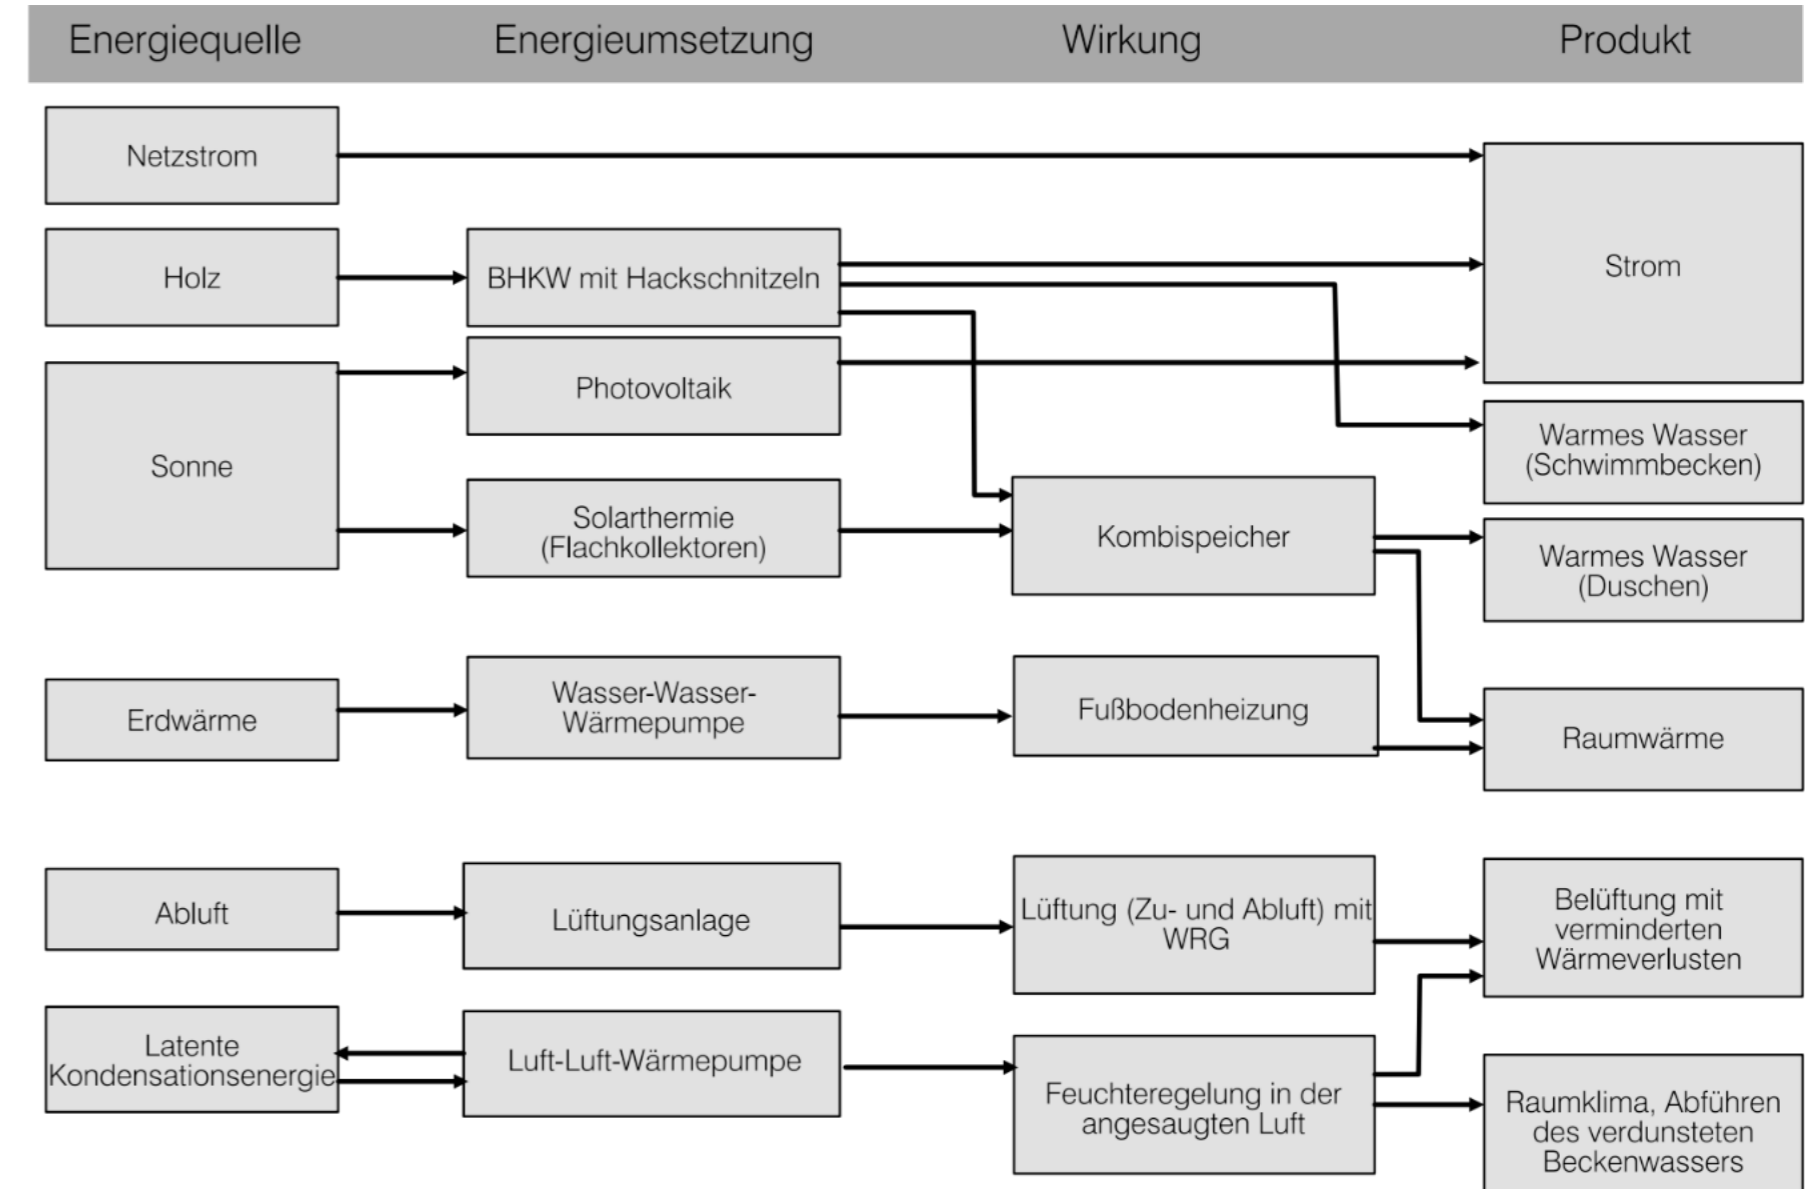 Energiequelle
Energieumsetzung
Wirkung
Produkt
Netzstrom
Strom
Holz
BHKW mit Hackschnitzeln
Photovoltaik
Sonne
Warmes Wasser
(Schwimmbecken)
Solarthermie
(Flachkollektoren)
Kombispeicher
Warmes Wasser
(Duschen)
Erdwärme
Wasser-Wasser-
Wärmepumpe
Fußbodenheizung
Raumwärme
Abluft
Lüftungsanlage
Lüftung (Zu- und Abluft) mit
WRG
Belüftung mit
verminderten
Wärmeverlusten
Latente
Kondensationsenergie
Luft-Luft-Wärmepumpe
Feuchteregelung in der
angesaugten Luft
Raumklima, Abführen
des verdunsteten
Beckenwassers